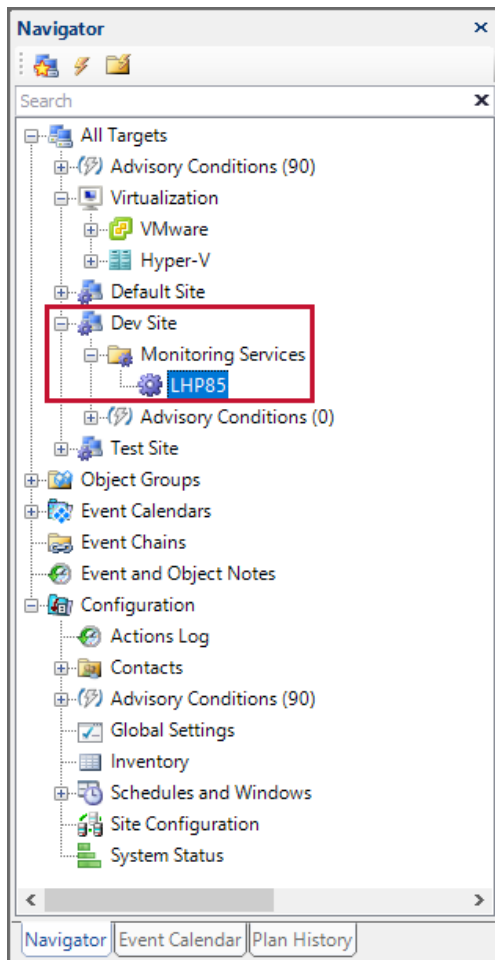 Navigator
Search
All Targets
Advisory Conditions (90)
Virtualization
VMware
Hyper-V
Default Site
Dev Site
Monitoring Services
LHP85
Advisory Conditions (0)
Test Site
Object Groups
Event Calendars
Event Chains
Event and Object Notes
Configuration
Actions Log
Contacts
Advisory Conditions (90)
Global Settings
Inventory
Schedules and Windows
Site Configuration
System Status
Navigator Event Calendar Plan History